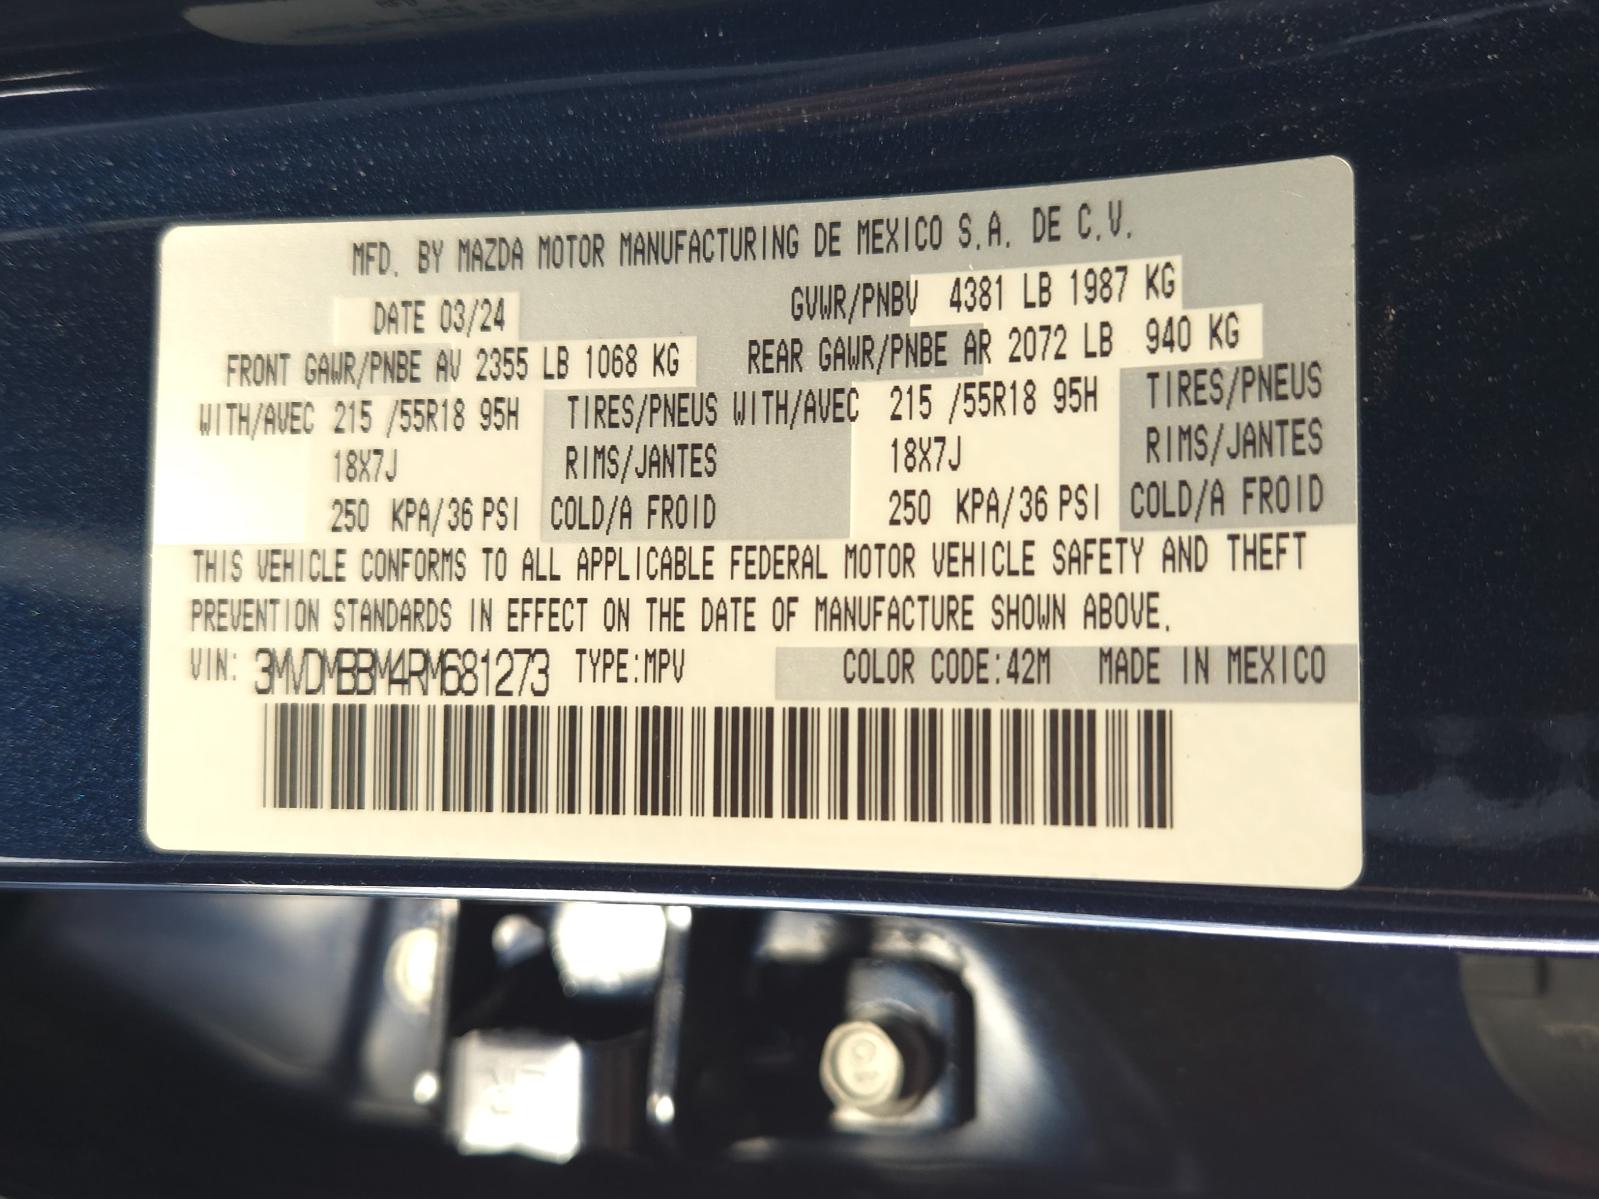 MFD. BY MAZDA MOTOR MANUFACTURING DE MEXICO S.A. DE C.V.
DATE 03/24 GVWR/PNBV 4381 LB 1987 KG
FRONT GAWR/PNBE AV 2355 LB 1068 KG REAR GAWR/PNBE AR 2072 LB 940 KG
WITH/AVEC 215 /55R18 95H TIRES/PNEUS WITH/AVEC 215 /55R18 95H TIRES/PNEUS
18X7J RIMS/JANTES 18X7J RIMS/JANTES
250 KPA/36 PSI COLD/A FROID 250 KPA/36 PSI COLD/A FROID
THIS VEHICLE CONFORMS TO ALL APPLICABLE FEDERAL MOTOR VEHICLE SAFETY AND THEFT
PREVENTION STANDARDS IN EFFECT ON THE DATE OF MANUFACTURE SHOWN ABOVE.
VIN: 3MVDMBBM4RM681273 TYPE:MPV COLOR CODE:42M MADE IN MEXICO